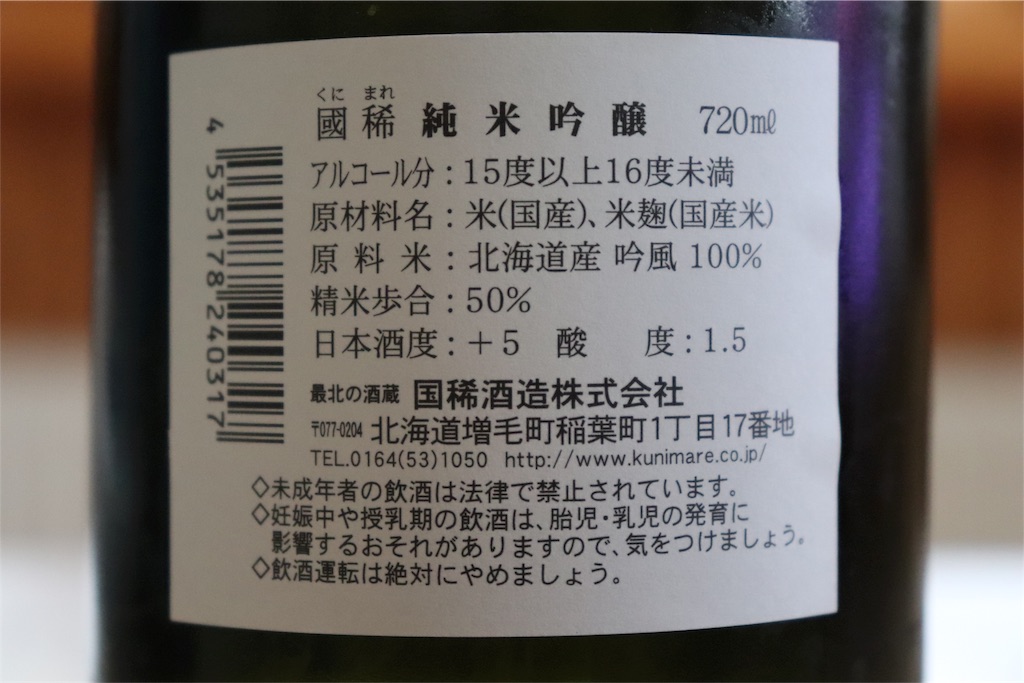 くに まれ
國稀 純米吟醸 720㎖
アルコール分：15度以上16度未満
原材料名：米(国産)、米麹(国産米)
原料米：北海道産 吟風 100%
精米歩合：50%
日本酒度：＋5 酸度：1.5
最北の酒蔵 国稀酒造株式会社
〒077-0204 北海道増毛町稲葉町1丁目17番地
TEL.0164(53)1050 http://www.kunimare.co.jp/
◇未成年者の飲酒は法律で禁止されています。
◇妊娠中や授乳期の飲酒は、胎児・乳児の発育に
影響するおそれがありますので、気をつけましょう。
◇飲酒運転は絶対にやめましょう。
4535178240317